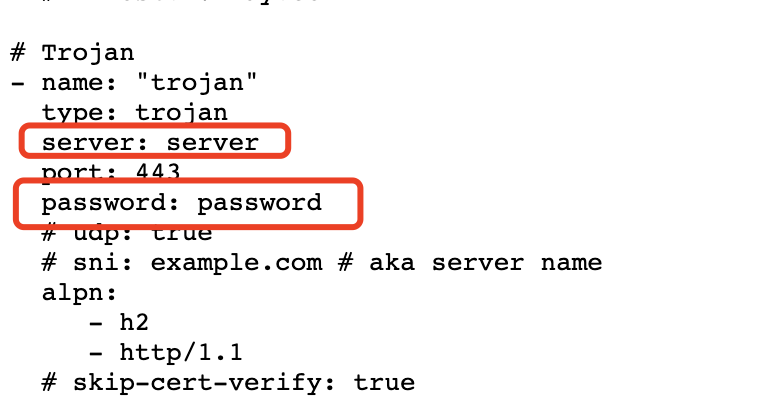 # Trojan
- name: "trojan"
type: trojan
server: server
port: 443
password: password
# udp: true
# sni: example.com # aka server name
alpn:
- h2
- http/1.1
# skip-cert-verify: true